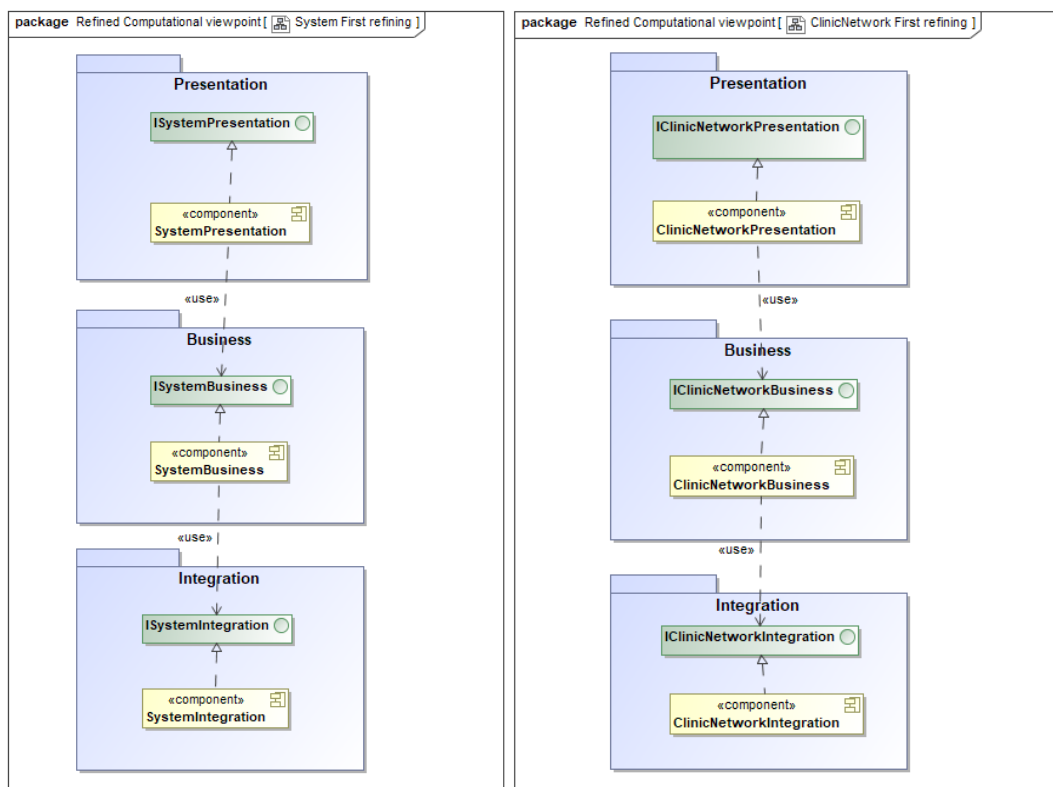 package Refined Computational viewpoint [ System First refining ]
Presentation
ISystemPresentation
«component»
SystemPresentation
«use»
Business
ISystemBusiness
«component»
SystemBusiness
«use»
Integration
ISystemIntegration
«component»
SystemIntegration
package Refined Computational viewpoint [ ClinicNetwork First refining ]
Presentation
IClinicNetworkPresentation
«component»
ClinicNetworkPresentation
«use»
Business
IClinicNetworkBusiness
«component»
ClinicNetworkBusiness
«use»
Integration
IClinicNetworkIntegration
«component»
ClinicNetworkIntegration